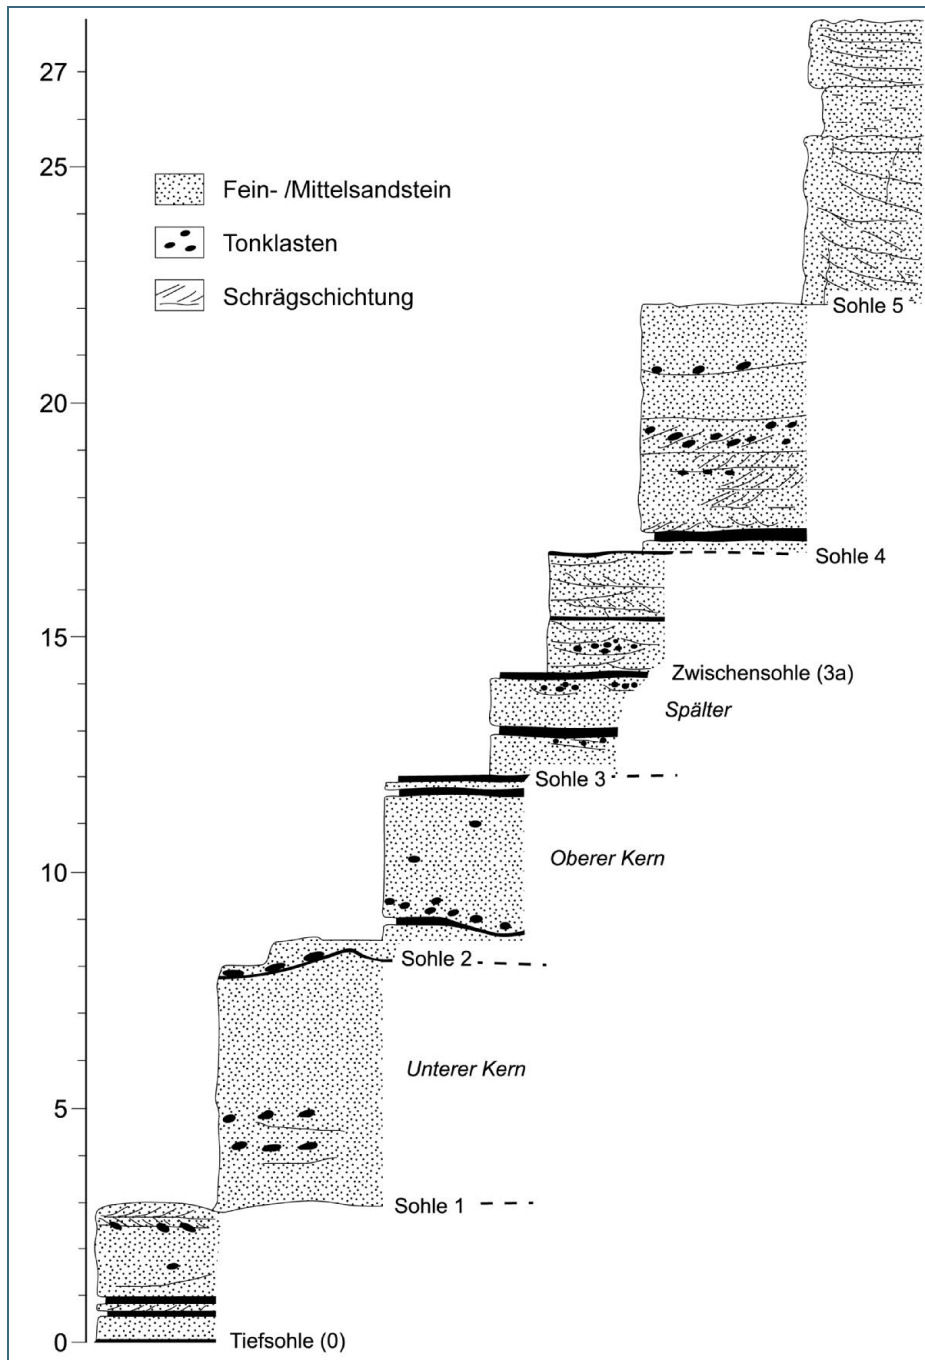 27
25
Fein- /Mittelsandstein
Tonklasten
Schrägschichtung
Sohle 5
20
Sohle 4
15
Zwischensohle (3a)
Spälter
Sohle 3
Oberer Kern
10
Sohle 2
Unterer Kern
5
Sohle 1
0
Tiefsohle (0)